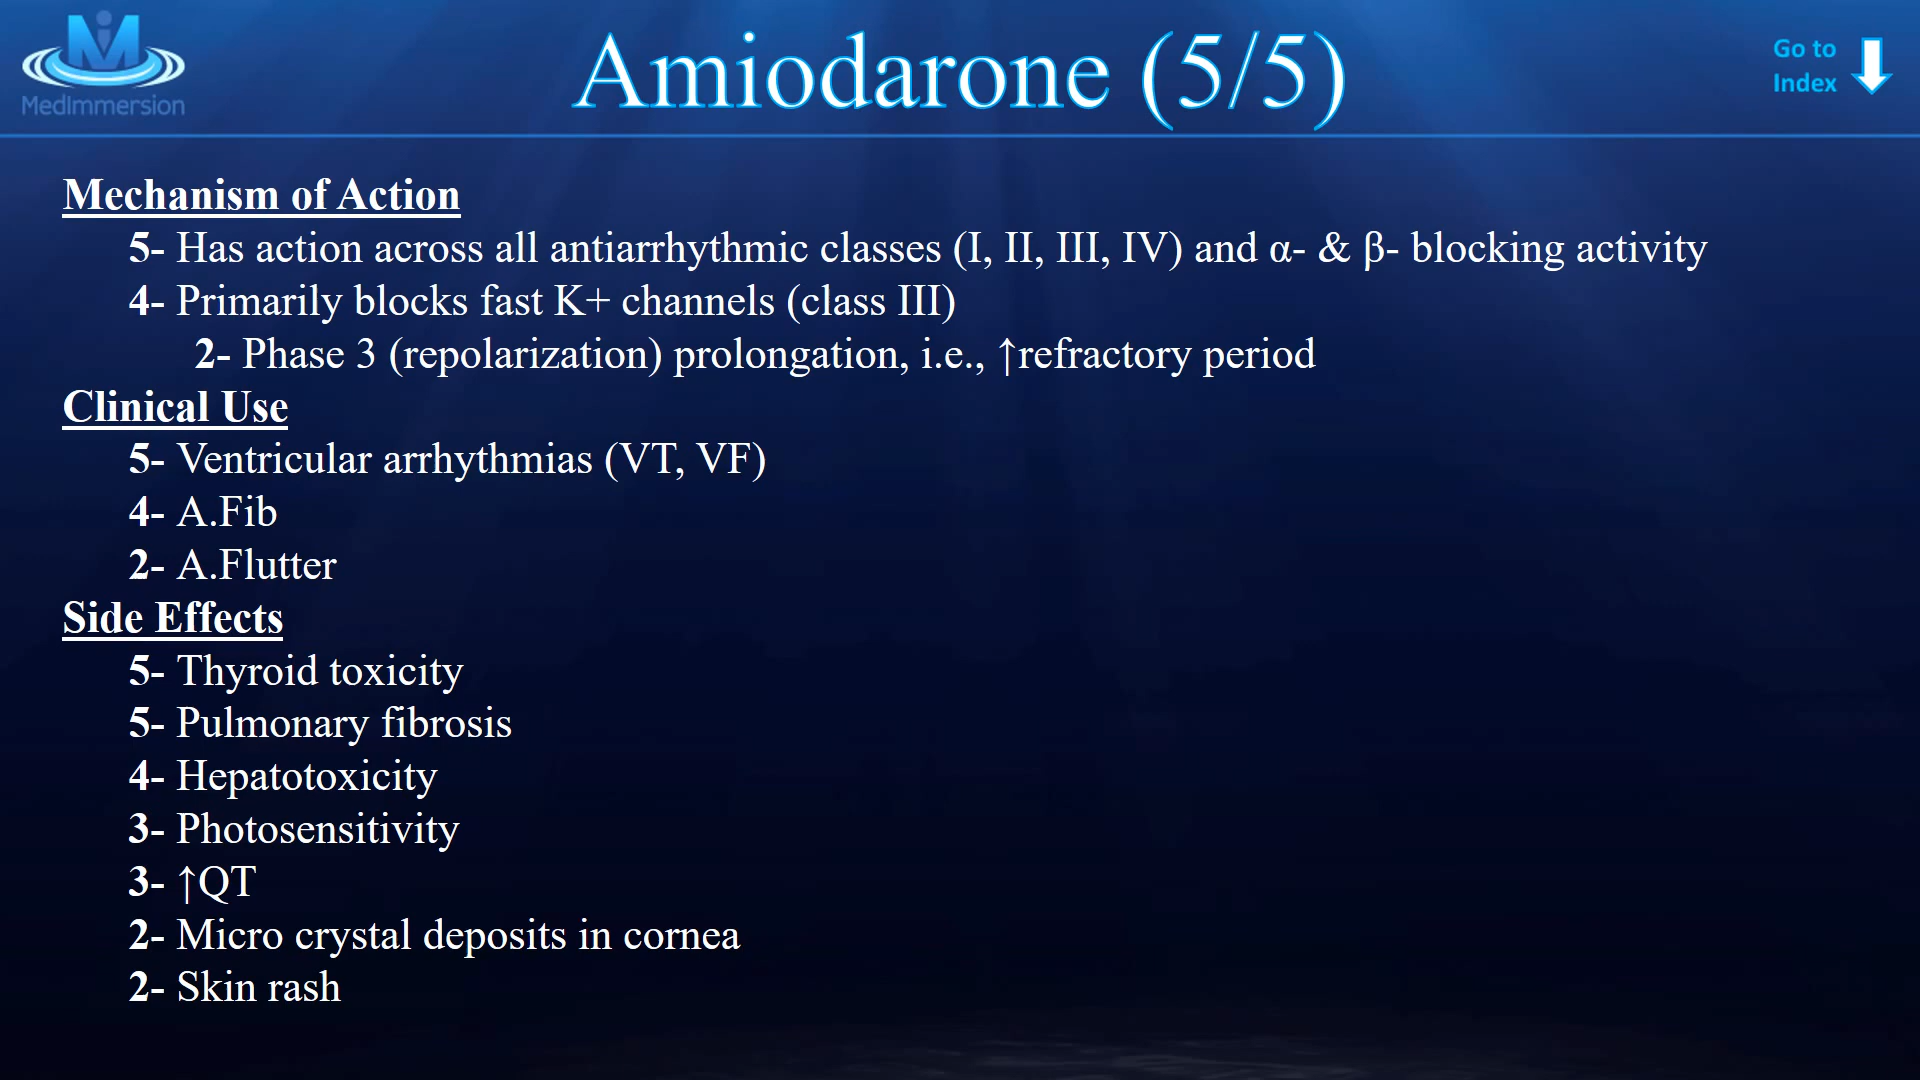 MedImmersion
Amiodarone (5/5)
Go to
Index
Mechanism of Action
5- Has action across all antiarrhythmic classes (I, II, III, IV) and α- & β- blocking activity
4- Primarily blocks fast K+ channels (class III)
2- Phase 3 (repolarization) prolongation, i.e., ↑refractory period
Clinical Use
5- Ventricular arrhythmias (VT, VF)
4- A.Fib
2- A.Flutter
Side Effects
5- Thyroid toxicity
5- Pulmonary fibrosis
4- Hepatotoxicity
3- Photosensitivity
3- ↑QT
2- Micro crystal deposits in cornea
2- Skin rash